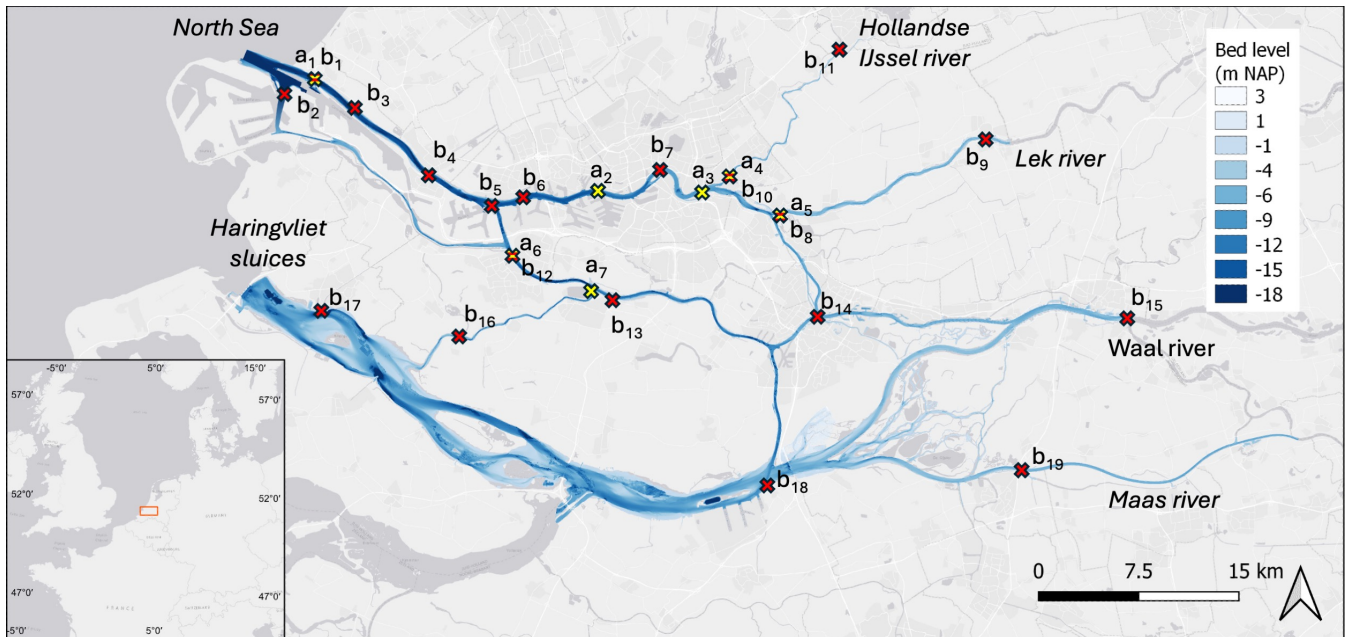 North Sea
Hollandse
IJssel river
Bed level
(m NAP)
3
1
-1
-4
-6
-9
-12
-15
-18
a1 b1
b2
b3
b4
b5
b6
a2
b7
a3
a4
b10
b11
a5
b8
b9
Lek river
Haringvliet
sluices
a6
b12
a7
b13
b14
b15
Waal river
b16
b17
b18
b19
Maas river
0 7.5 15 km
-5°0' 5°0' 15°0'
57°0' 57°0'
52°0' 52°0'
47°0' 47°0'
-5°0' 5°0'
FRANCE